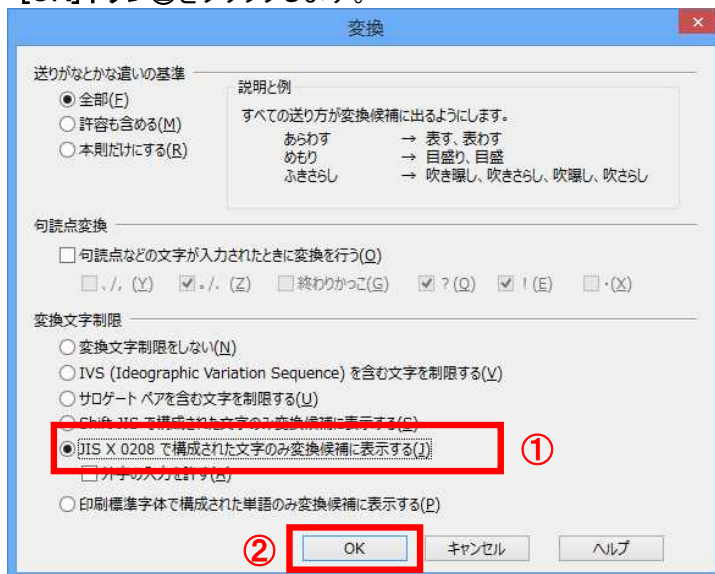 [OK]ボタン②をクリックします。
変換
送りがなとかな遣いの基準
全部(F)
許容も含める(M)
本則だけにする(R)
説明と例
すべての送り方が変換候補に出るようにします。
あらわす → 表す、表わす
めもり → 目盛り、目盛
ふきさらし → 吹き曝し、吹きさらし、吹曝し、吹さらし
句読点変換
句読点などの文字が入力されたときに変換を行う(O)
、/，(Y) 。/．(Z) 終わりかっこ(G) ？(Q) ！(E) ・(X)
変換文字制限
変換文字制限をしない(N)
IVS (Ideographic Variation Sequence) を含む文字を制限する(V)
サロゲート ペアを含む文字を制限する(U)
Shift JIS で構成された文字のみ変換候補に表示する(S)
JIS X 0208 で構成された文字のみ変換候補に表示する(J) ①
外字の入力を許す(A)
印刷標準字体で構成された単語のみ変換候補に表示する(P)
② OK キャンセル ヘルプ